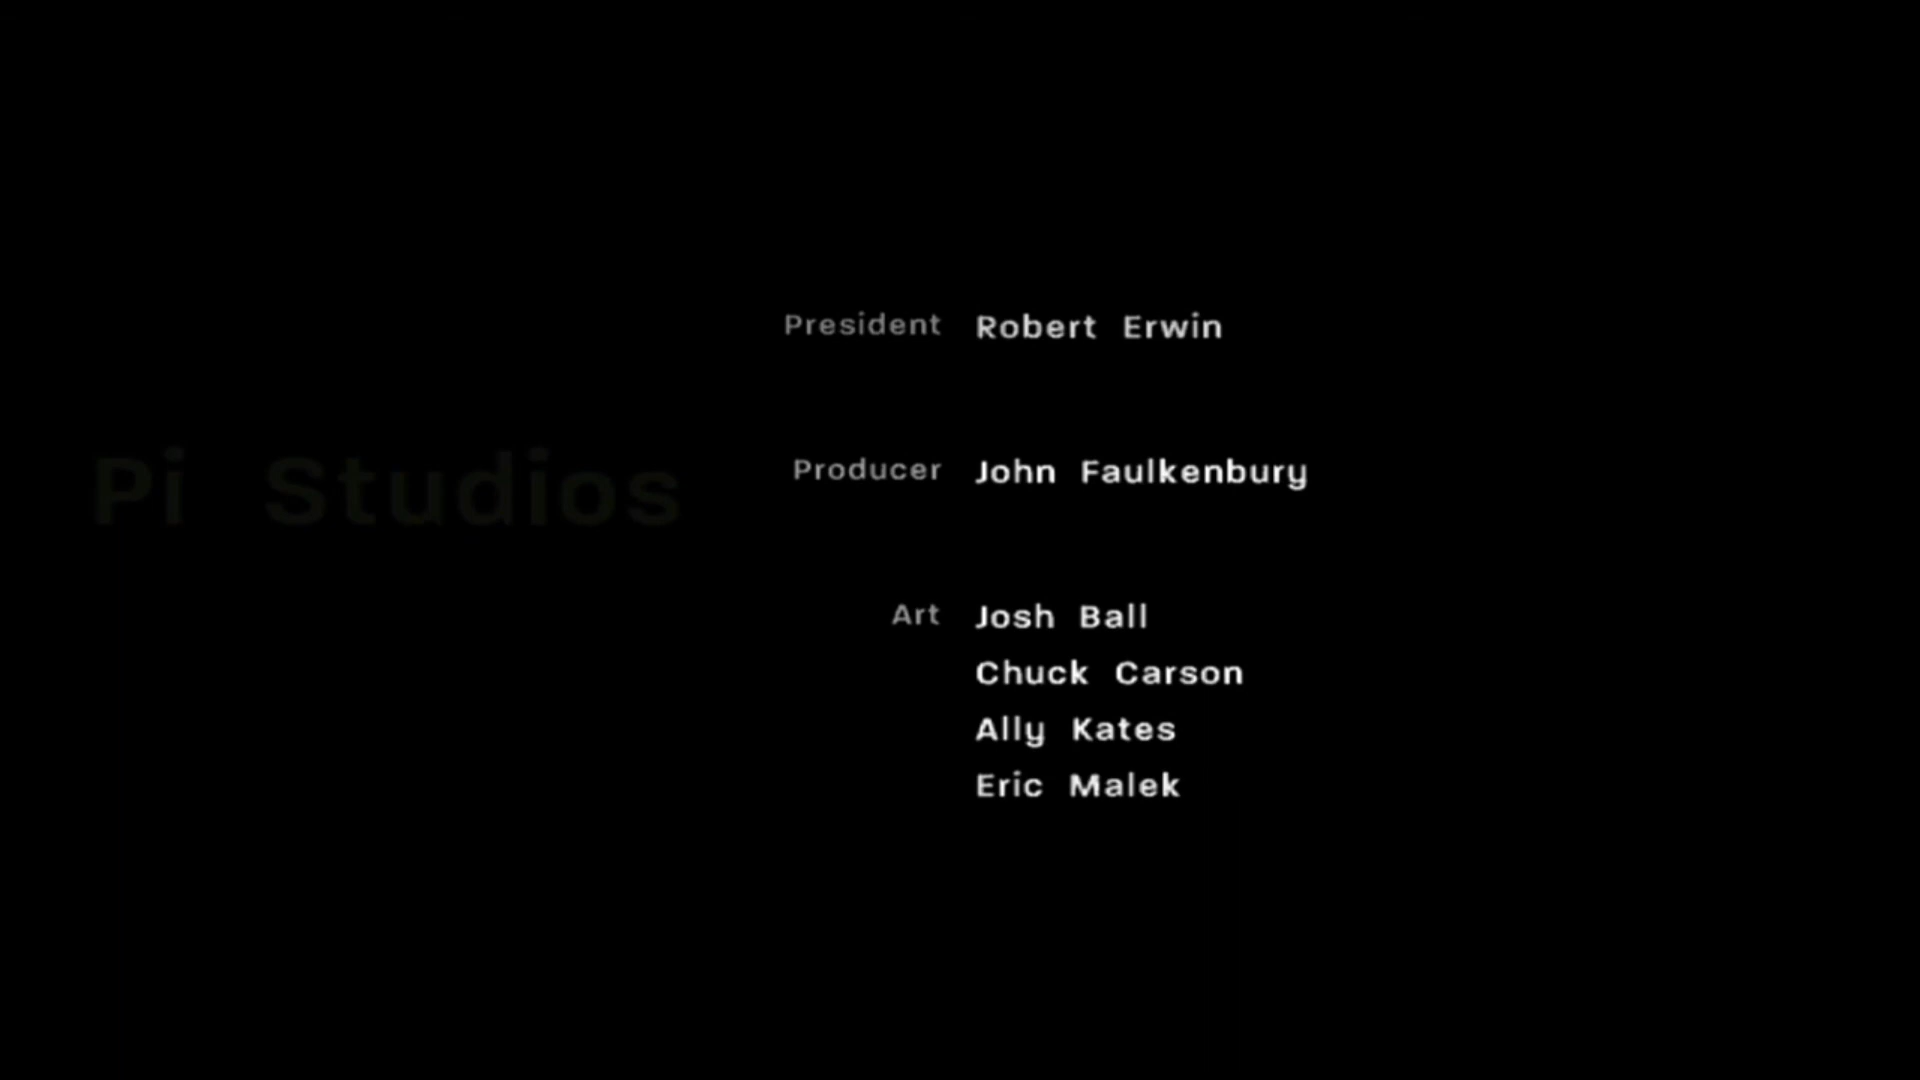 Pi Studios
President Robert Erwin
Producer John Faulkenbury
Art Josh Ball
Chuck Carson
Ally Kates
Eric Malek